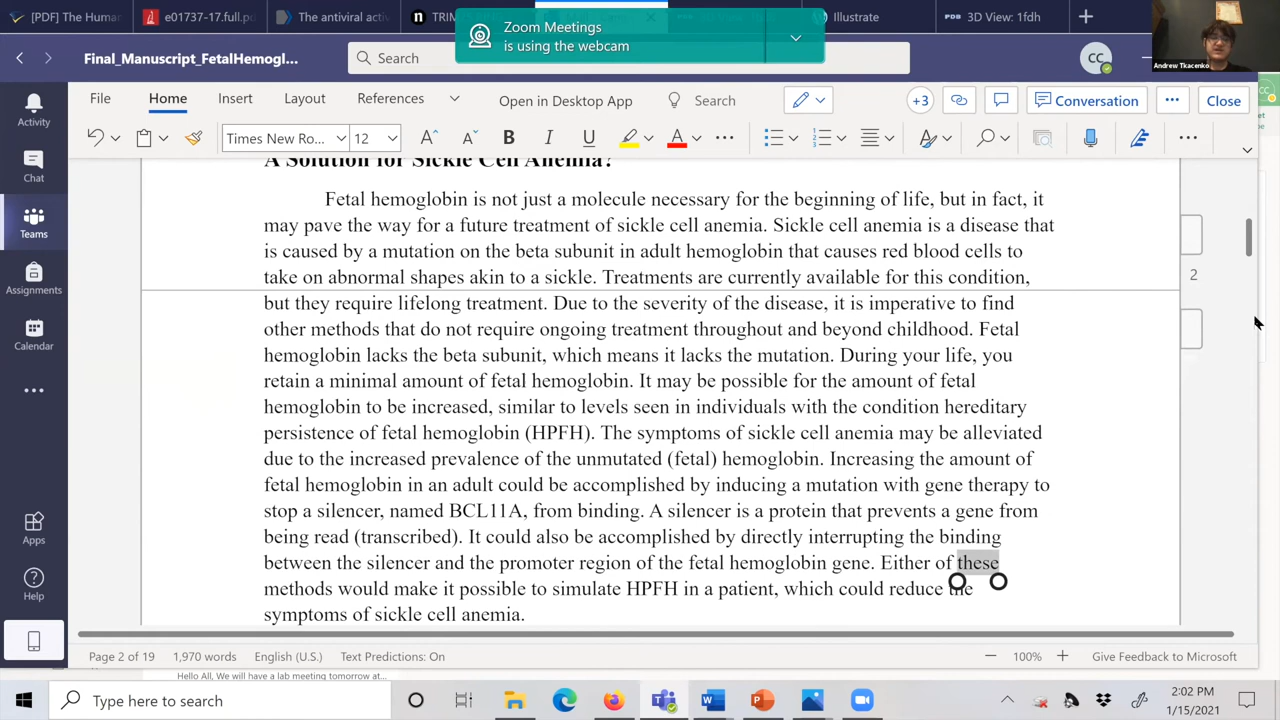 [PDF] The Human
e01737-17.full.pd
The antiviral activ
TRIM
Illustrate
PDB 3D View: 1fdh
Zoom Meetings
is using the webcam
Andrew Tkacenko
Final_Manuscript_FetalHemogl...
Search
CC
File
Home
Insert
Layout
References
Open in Desktop App
Search
+3
Conversation
Close
Times New Ro...
12
B I U A
Activity
Chat
Teams
Assignments
Calendar
Apps
Help
A Solution for Sickle Cell Anemia?
Fetal hemoglobin is not just a molecule necessary for the beginning of life, but in fact, it
may pave the way for a future treatment of sickle cell anemia. Sickle cell anemia is a disease that
is caused by a mutation on the beta subunit in adult hemoglobin that causes red blood cells to
take on abnormal shapes akin to a sickle. Treatments are currently available for this condition,
but they require lifelong treatment. Due to the severity of the disease, it is imperative to find
other methods that do not require ongoing treatment throughout and beyond childhood. Fetal
hemoglobin lacks the beta subunit, which means it lacks the mutation. During your life, you
retain a minimal amount of fetal hemoglobin. It may be possible for the amount of fetal
hemoglobin to be increased, similar to levels seen in individuals with the condition hereditary
persistence of fetal hemoglobin (HPFH). The symptoms of sickle cell anemia may be alleviated
due to the increased prevalence of the unmutated (fetal) hemoglobin. Increasing the amount of
fetal hemoglobin in an adult could be accomplished by inducing a mutation with gene therapy to
stop a silencer, named BCL11A, from binding. A silencer is a protein that prevents a gene from
being read (transcribed). It could also be accomplished by directly interrupting the binding
between the silencer and the promoter region of the fetal hemoglobin gene. Either of these
methods would make it possible to simulate HPFH in a patient, which could reduce the
symptoms of sickle cell anemia.
2
Page 2 of 19
1,970 words
English (U.S.)
Text Predictions: On
100%
Give Feedback to Microsoft
Hello All, We will have a lab meeting tomorrow at...
Type here to search
2:02 PM
1/15/2021